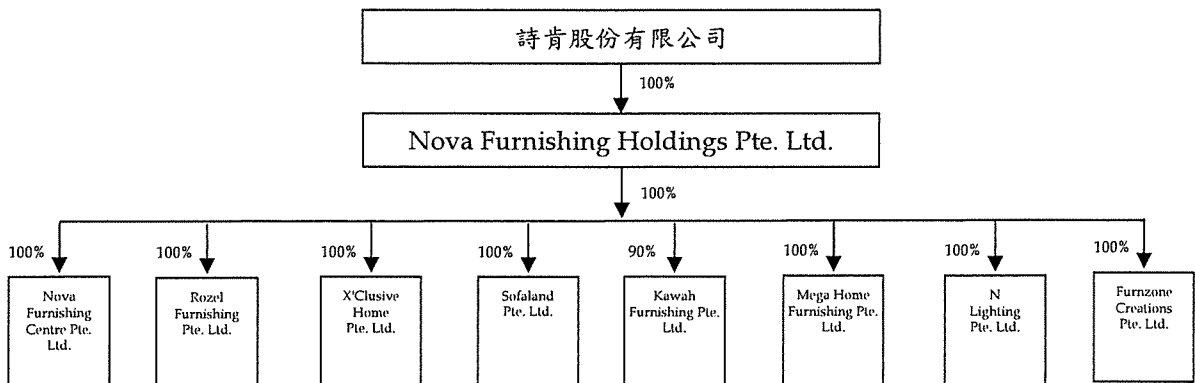 詩肯股份有限公司
100%
Nova Furnishing Holdings Pte. Ltd.
100%
100%
100%
100%
100%
90%
100%
100%
100%
Nova
Furnishing
Centre Pte.
Ltd.
Rozel
Furnishing
Pte. Ltd.
X'Clusive
Home
Pte. Ltd.
Sofaland
Pte. Ltd.
Kawah
Furnishing Pte.
Ltd.
Mega Home
Furnishing Pte.
Ltd.
N
Lighting
Pte. Ltd.
Furnzone
Creations
Pte. Ltd.